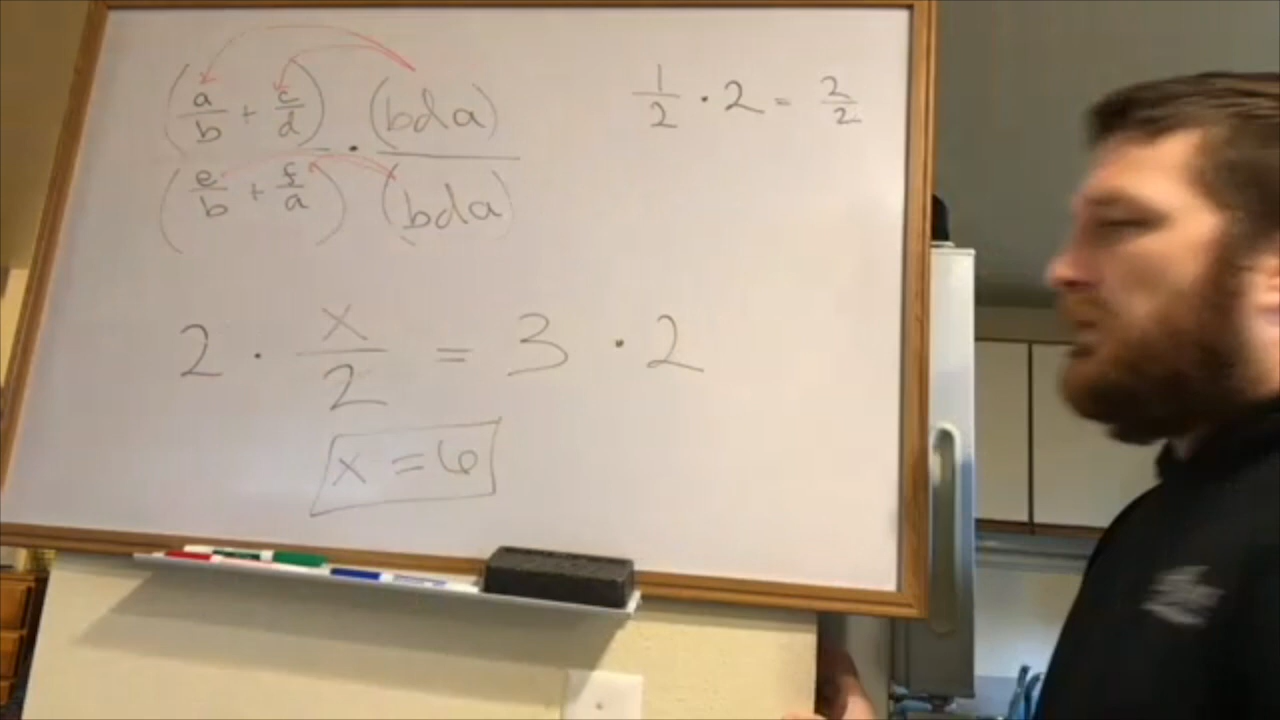 (a/b + c/d) · (bda)
(e/b + f/a) (bda)
1/2 · 2 = 2/2
2 · x/2 = 3 · 2
x = 6